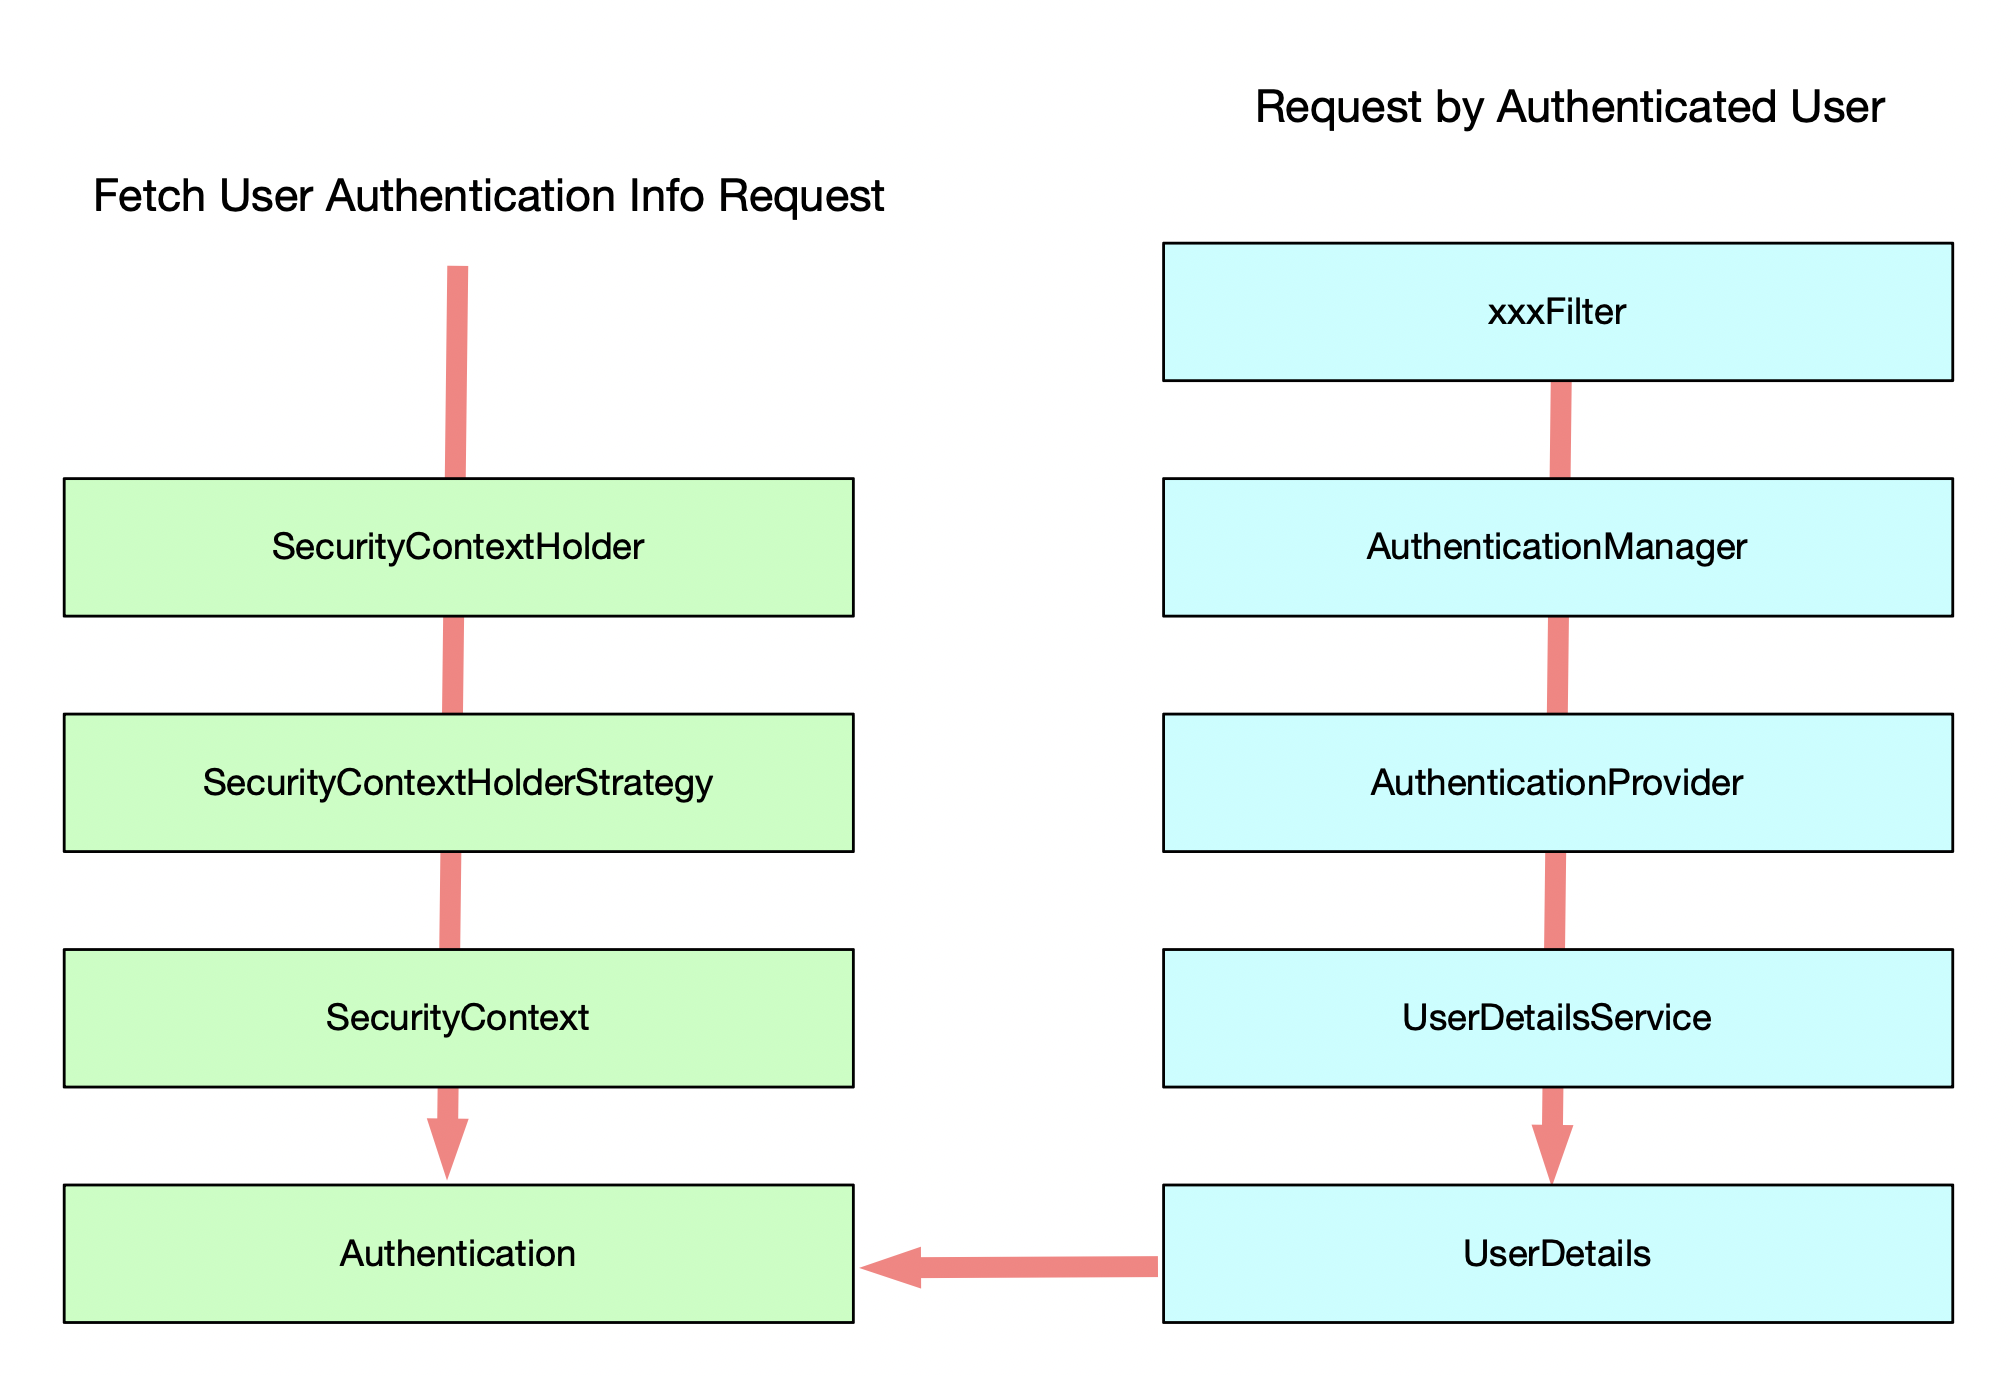 Fetch User Authentication Info Request
SecurityContextHolder
SecurityContextHolderStrategy
SecurityContext
Authentication
Request by Authenticated User
xxxFilter
AuthenticationManager
AuthenticationProvider
UserDetailsService
UserDetails